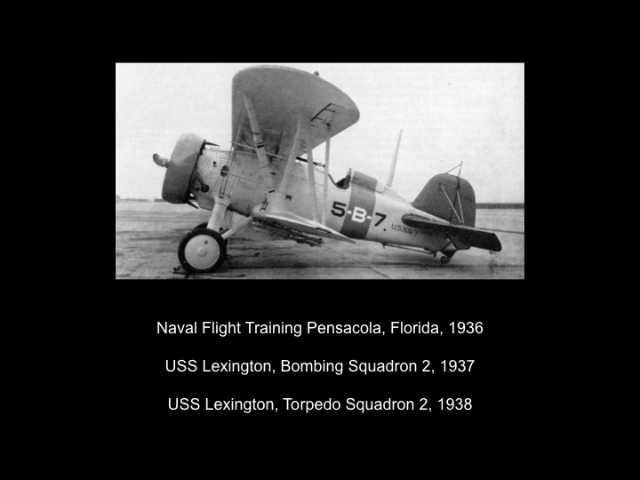 5-B-7
U.S. NAVY
Naval Flight Training Pensacola, Florida, 1936
USS Lexington, Bombing Squadron 2, 1937
USS Lexington, Torpedo Squadron 2, 1938